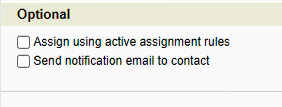 Optional
Assign using active assignment rules
Send notification email to contact